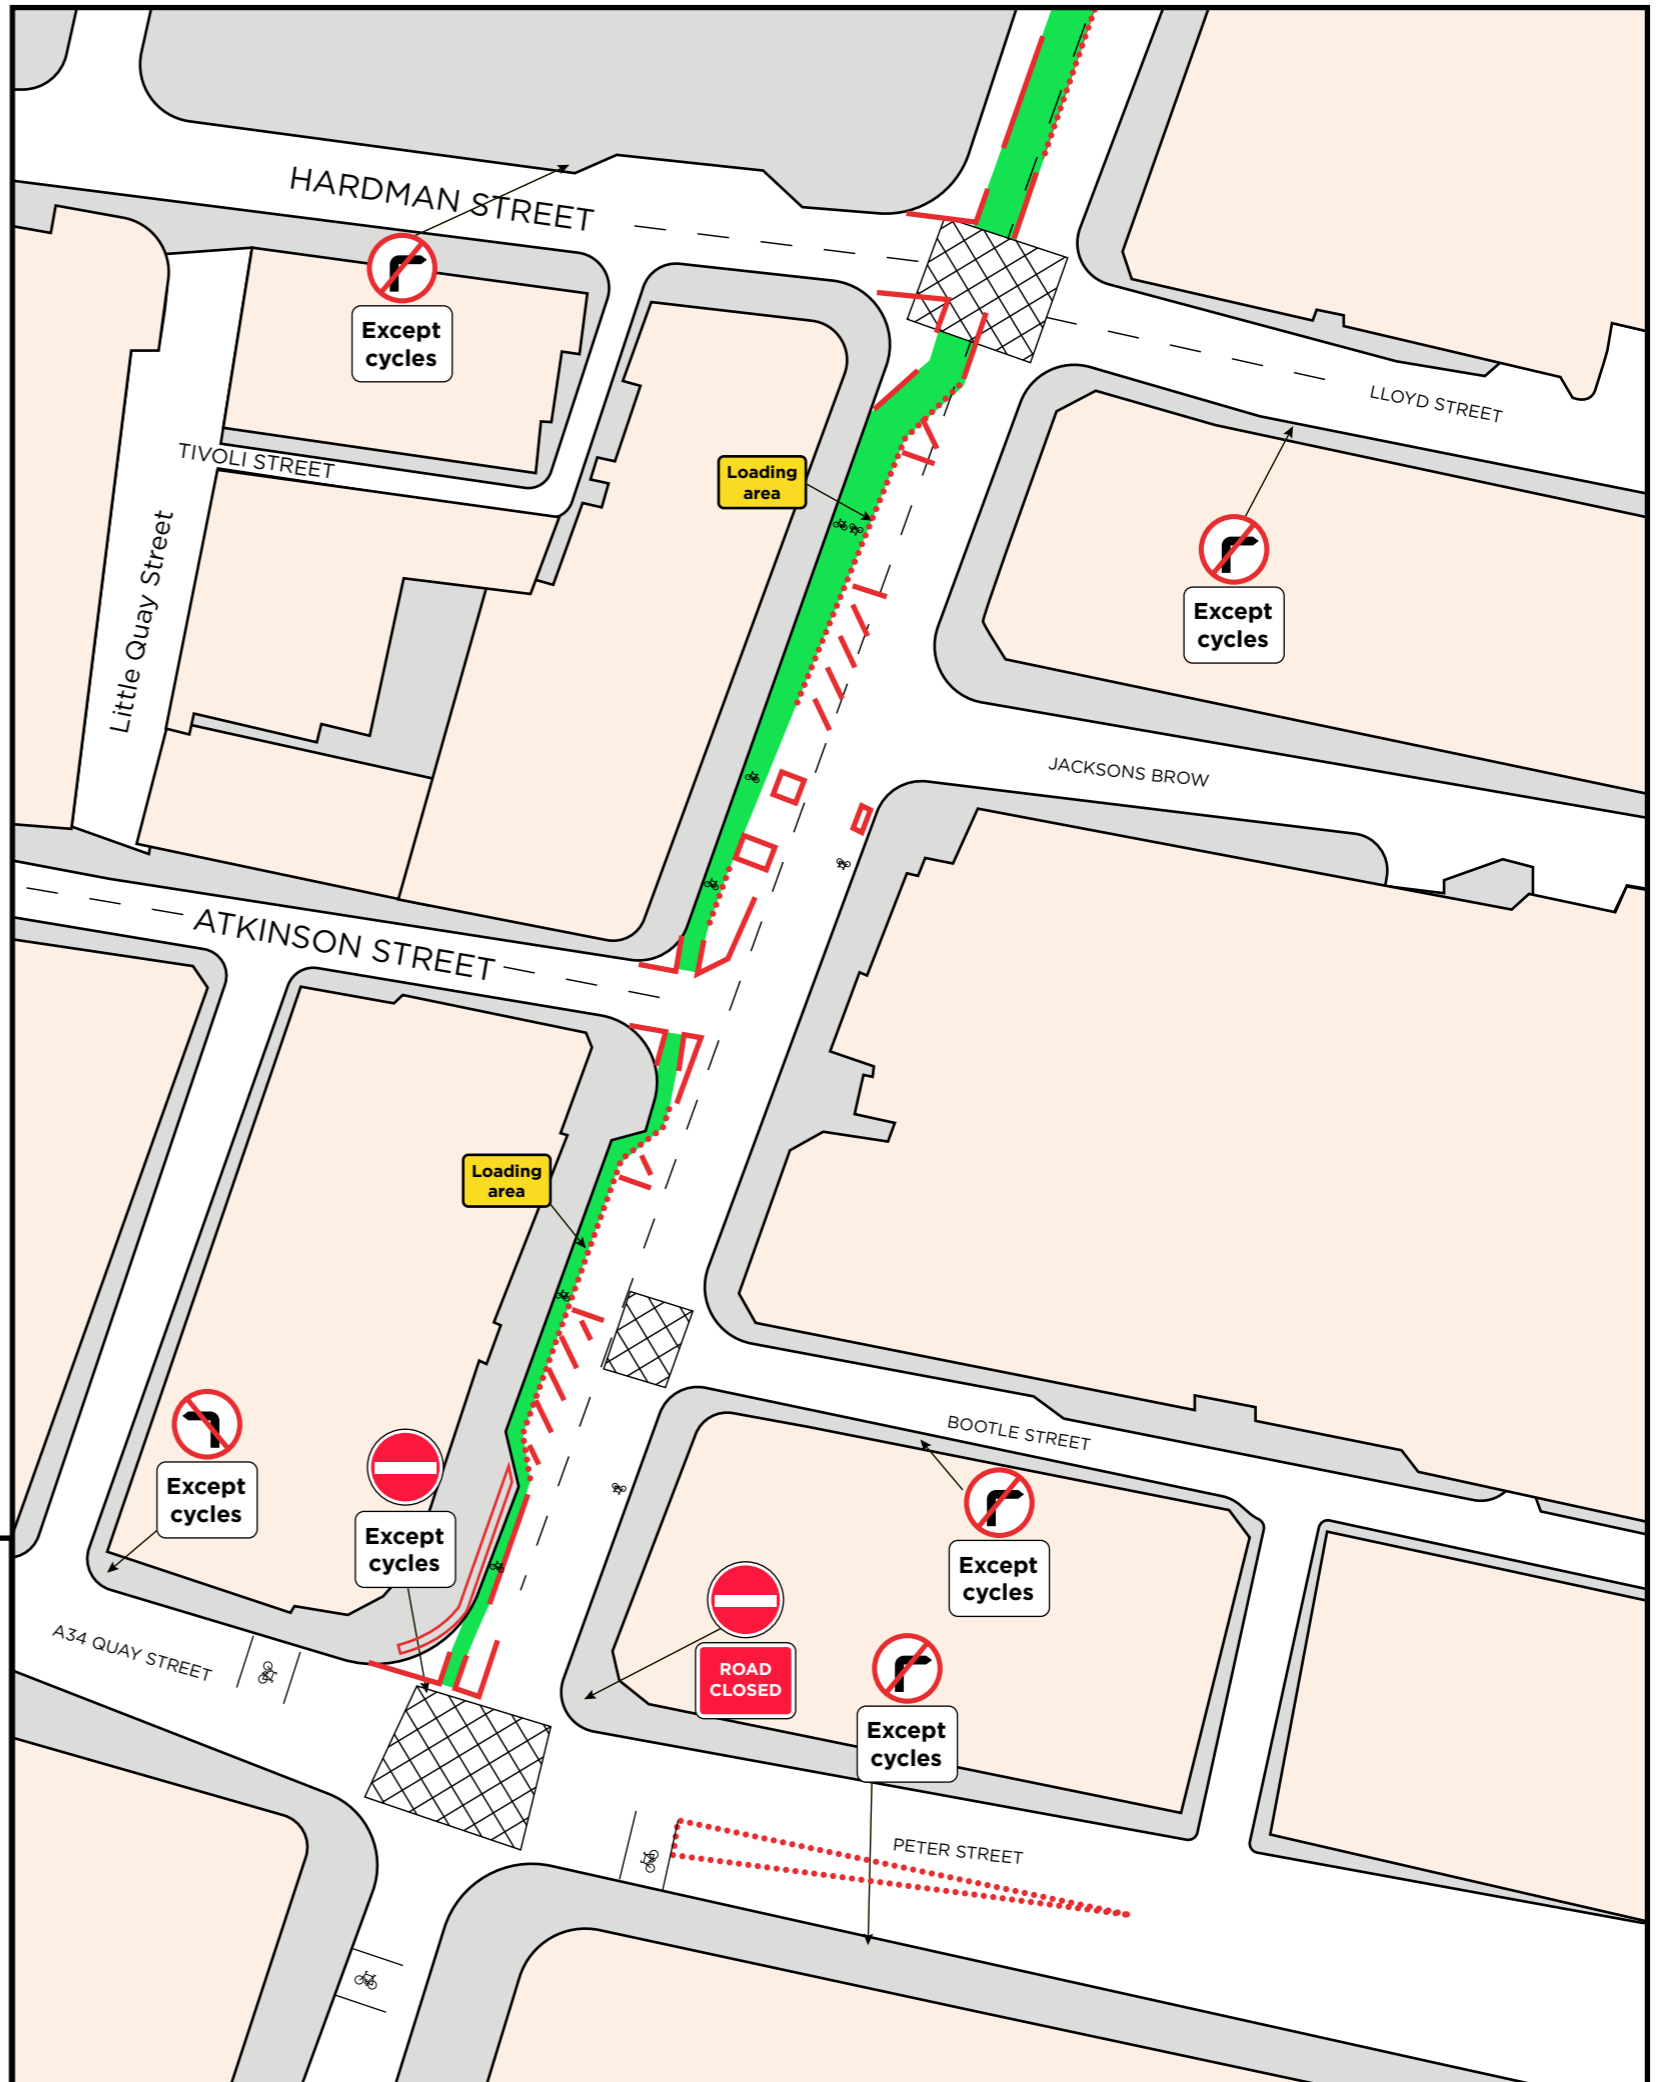 HARDMAN STREET
Except
cycles
LLOYD STREET
TIVOLI STREET
Loading
area
Except
cycles
Little Quay Street
JACKSONS BROW
ATKINSON STREET
Loading
area
BOOTLE STREET
Except
cycles
Except
cycles
Except
cycles
A34 QUAY STREET
ROAD
CLOSED
Except
cycles
PETER STREET